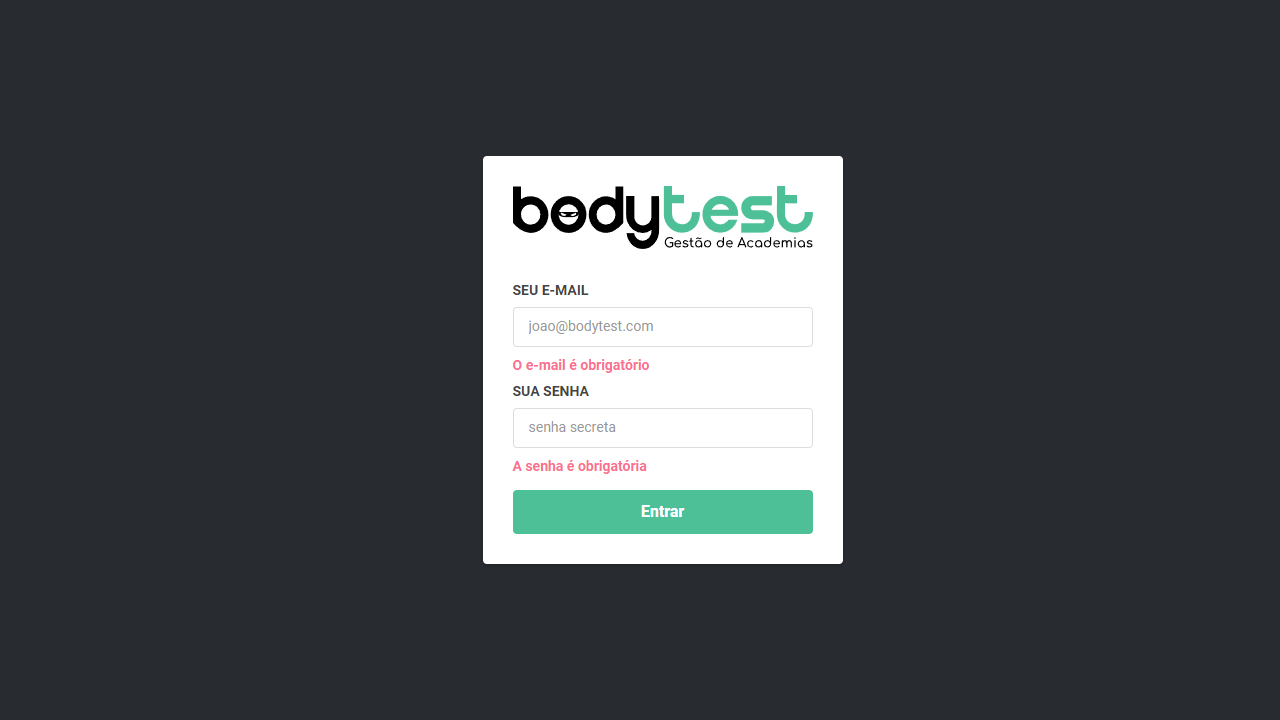 bodytest
Gestão de Academias
SEU E-MAIL
joao@bodytest.com
O e-mail é obrigatório
SUA SENHA
senha secreta
A senha é obrigatória
Entrar